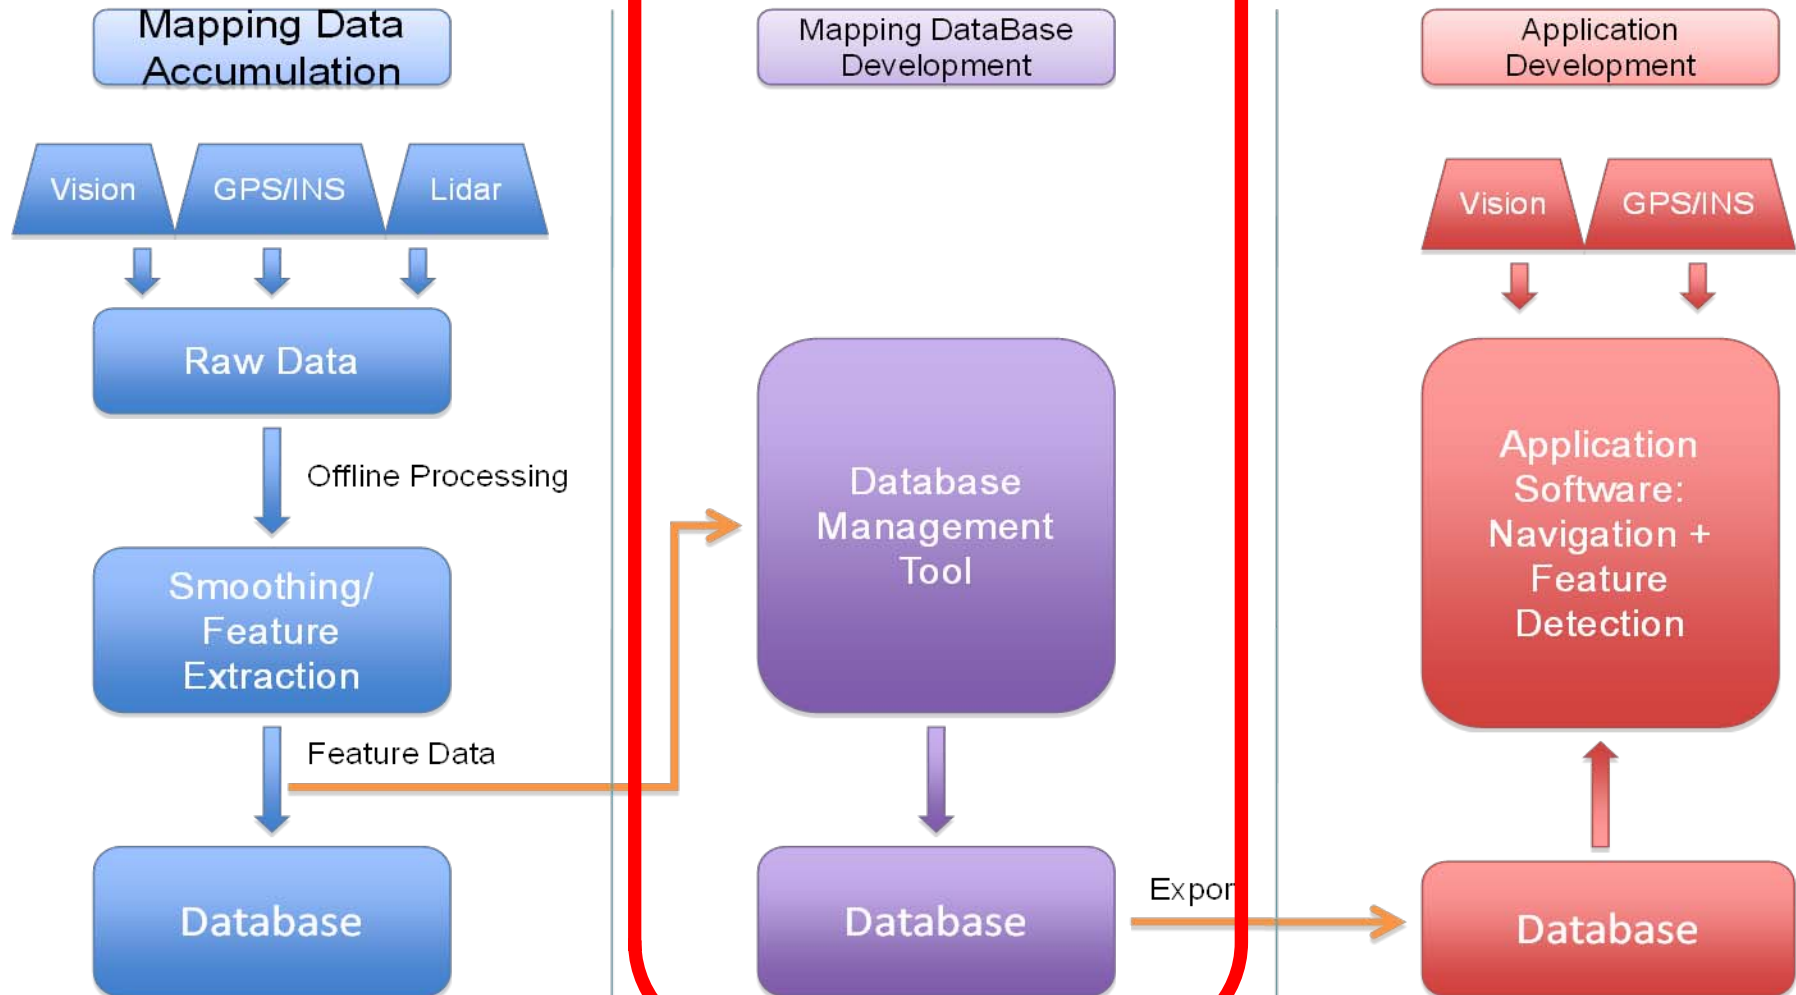 Mapping Data
Accumulation
Vision
GPS/INS
Lidar
Raw Data
Offline Processing
Smoothing/
Feature
Extraction
Feature Data
Database
Mapping DataBase
Development
Database
Management
Tool
Database
Expor
Application
Development
Vision
GPS/INS
Application
Software:
Navigation +
Feature
Detection
Database